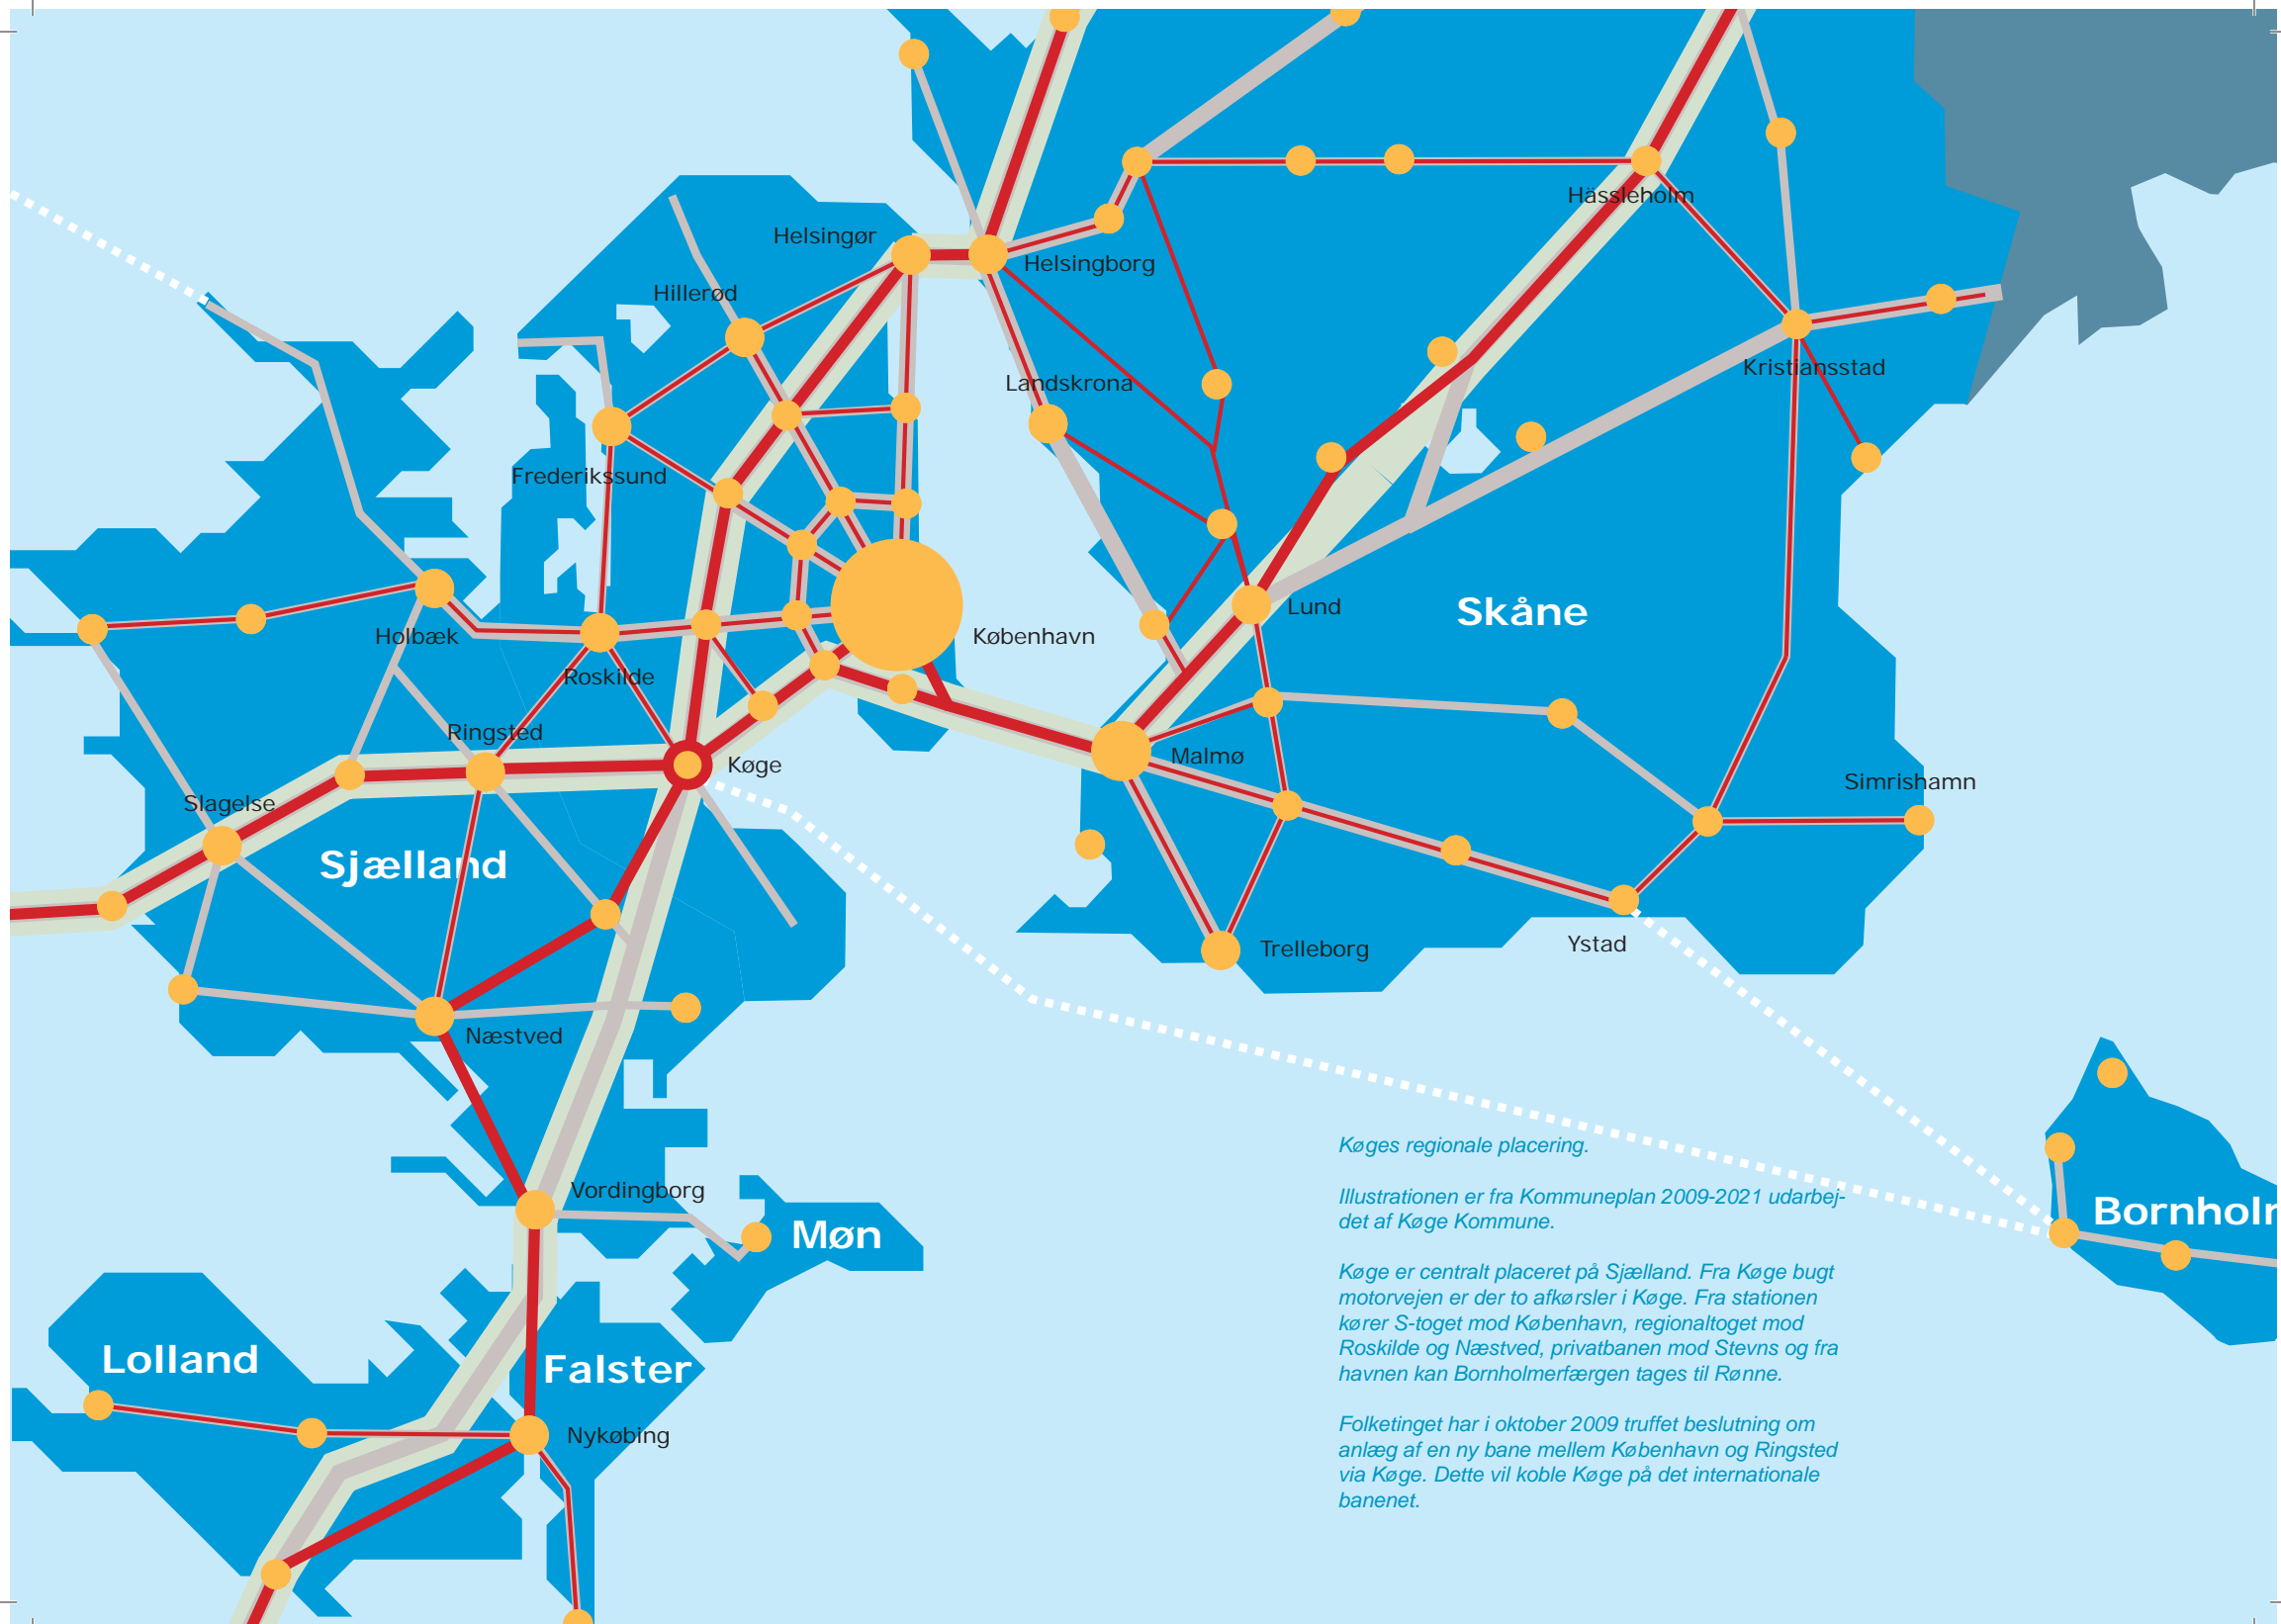 Hässleholm
Helsingør
Helsingborg
Hillerød
Kristiansstad
Landskrona
Frederikssund
Lund
Skåne
Holbæk
København
Roskilde
Ringsted
Malmø
Køge
Simrishamn
Slagelse
Sjælland
Ystad
Trelleborg
Næstved
Køges regionale placering.
Illustrationen er fra Kommuneplan 2009-2021 udarbej-
det af Køge Kommune.
Køge er centralt placeret på Sjælland. Fra Køge bugt
motorvejen er der to afkørsler i Køge. Fra stationen
kører S-toget mod København, regionaltoget mod
Roskilde og Næstved, privatbanen mod Stevns og fra
havnen kan Bornholmerfærgen tages til Rønne.
Folketinget har i oktober 2009 truffet beslutning om
anlæg af en ny bane mellem København og Ringsted
via Køge. Dette vil koble Køge på det internationale
banenet.
Vordingborg
Møn
Bornholm
Lolland
Falster
Nykøbing